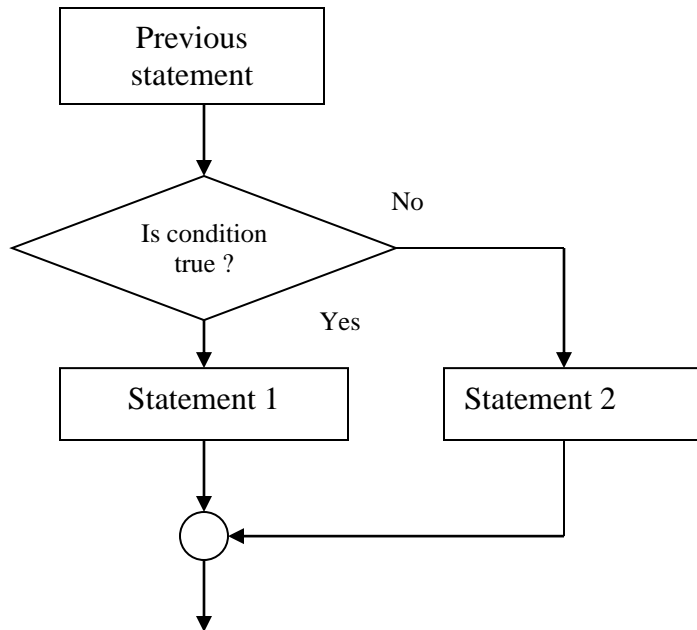 Previous
statement
No
Is condition
true ?
Yes
Statement 1
Statement 2